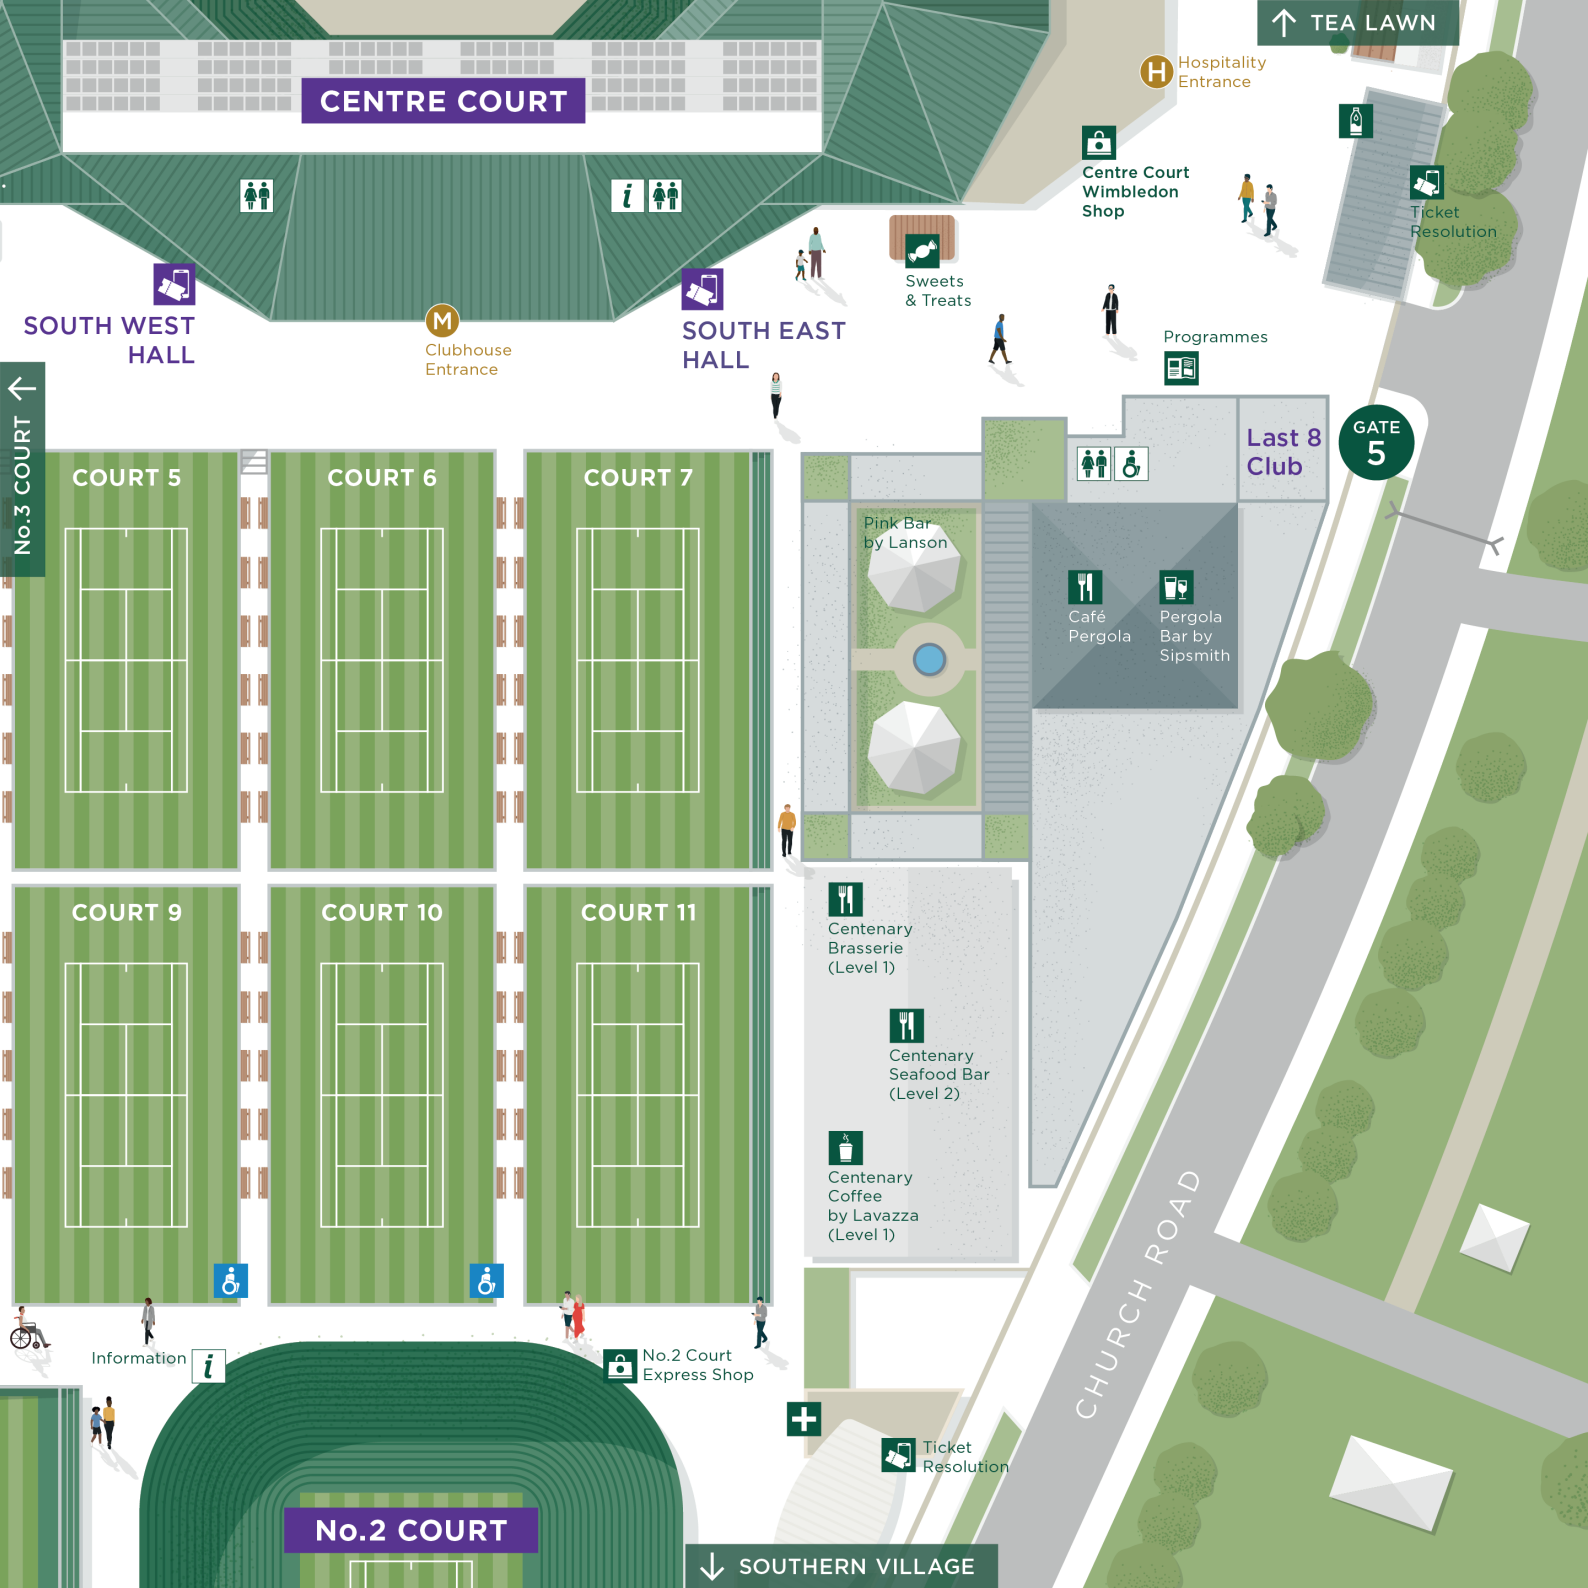 TEA LAWN
CENTRE COURT
H
Hospitality
Entrance
Centre Court
Wimbledon
Shop
Ticket
Resolution
i
Sweets
& Treats
SOUTH WEST
HALL
M
Clubhouse
Entrance
SOUTH EAST
HALL
Programmes
No.3 COURT
COURT 5
COURT 6
COURT 7
Last 8
Club
GATE
5
Pink Bar
by Lanson
Café
Pergola
Pergola
Bar by
Sipsmith
COURT 9
COURT 10
COURT 11
Centenary
Brasserie
(Level 1)
Centenary
Seafood Bar
(Level 2)
Centenary
Coffee
by Lavazza
(Level 1)
CHURCH ROAD
Information
i
No.2 Court
Express Shop
Ticket
Resolution
No.2 COURT
SOUTHERN VILLAGE